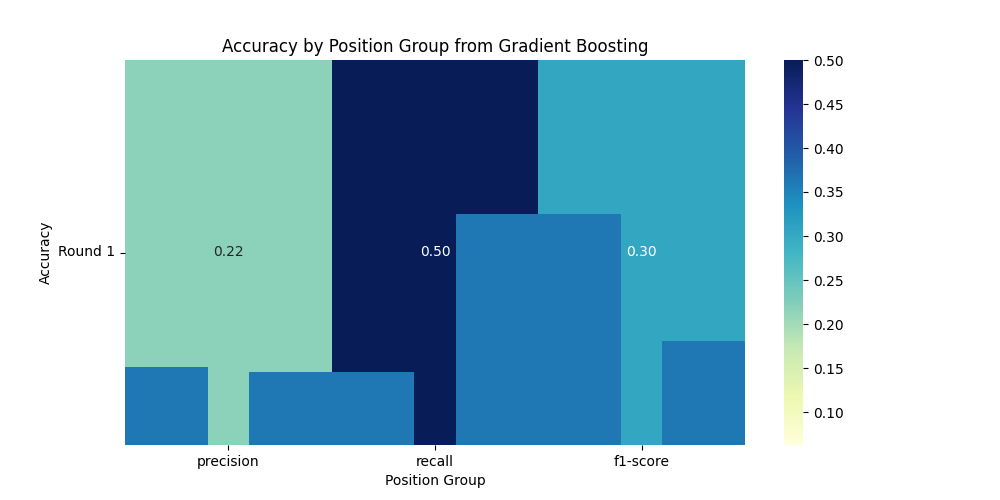 Accuracy by Position Group from Gradient Boosting
Accuracy
Round 1
0.22
0.50
0.30
precision
recall
f1-score
Position Group
0.50
0.45
0.40
0.35
0.30
0.25
0.20
0.15
0.10